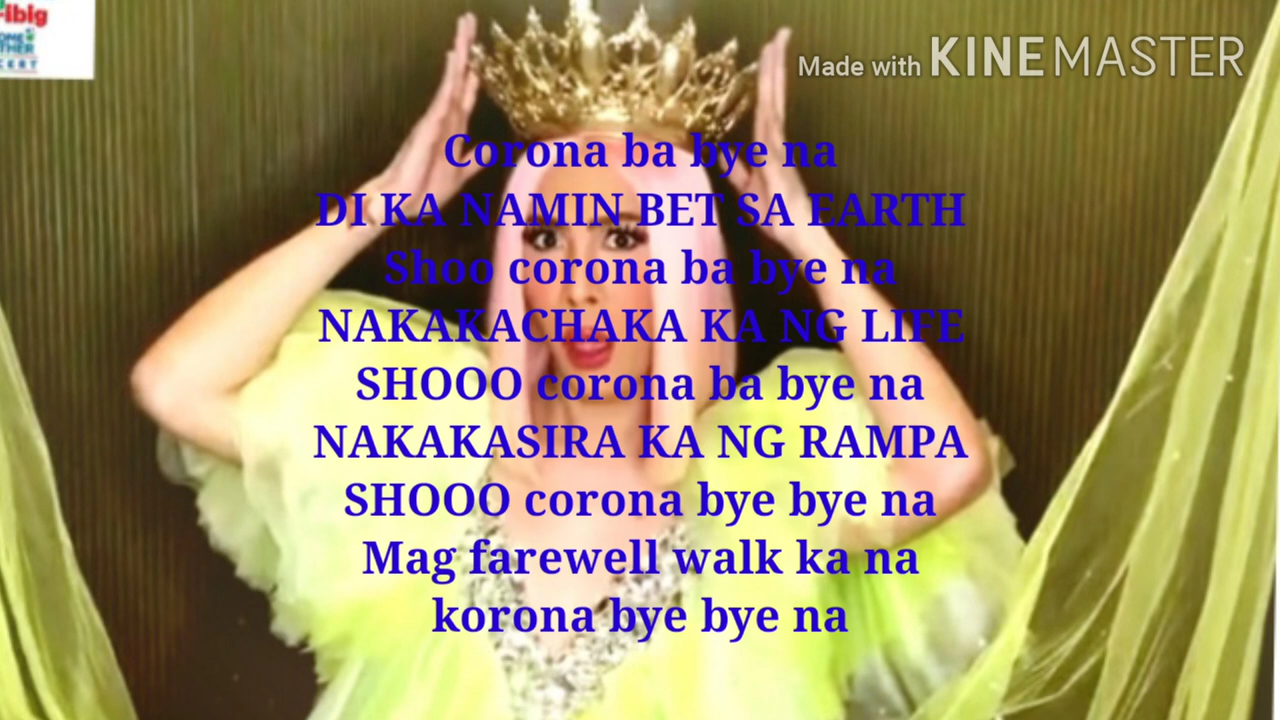 ibig
Made with KINEMASTER
Corona ba bye na
DI KA NAMIN BET SA EARTH
Shoo corona ba bye na
NAKAKACHAKA KA NG LIFE
SHOOO corona ba bye na
NAKAKASIRA KA NG RAMPA
SHOOO corona bye bye na
Mag farewell walk ka na
korona bye bye na